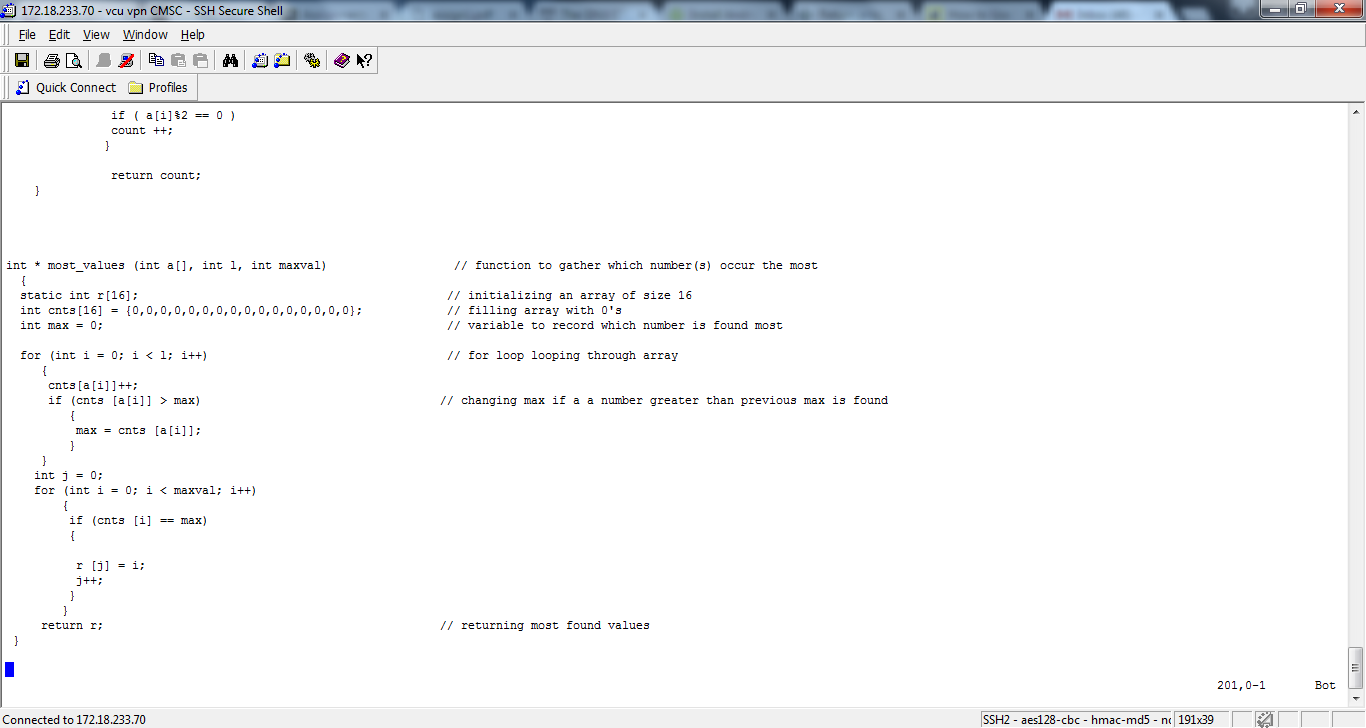 172.18.233.70 - vcu vpn CMSC - SSH Secure Shell
File Edit View Window Help
Quick Connect Profiles
if ( a[i]%2 == 0 )
count ++;
}
return count;
}
int * most_values (int a[], int l, int maxval) // function to gather which number(s) occur the most
{
static int r[16]; // initializing an array of size 16
int cnts[16] = {0,0,0,0,0,0,0,0,0,0,0,0,0,0,0,0}; // filling array with 0's
int max = 0; // variable to record which number is found most
for (int i = 0; i < l; i++) // for loop looping through array
{
cnts[a[i]]++;
if (cnts [a[i]] > max) // changing max if a a number greater than previous max is found
{
max = cnts [a[i]];
}
}
int j = 0;
for (int i = 0; i < maxval; i++)
{
if (cnts [i] == max)
{
r [j] = i;
j++;
}
}
return r; // returning most found values
}
201,0-1 Bot
Connected to 172.18.233.70 SSH2 - aes128-cbc - hmac-md5 - nc 191x39